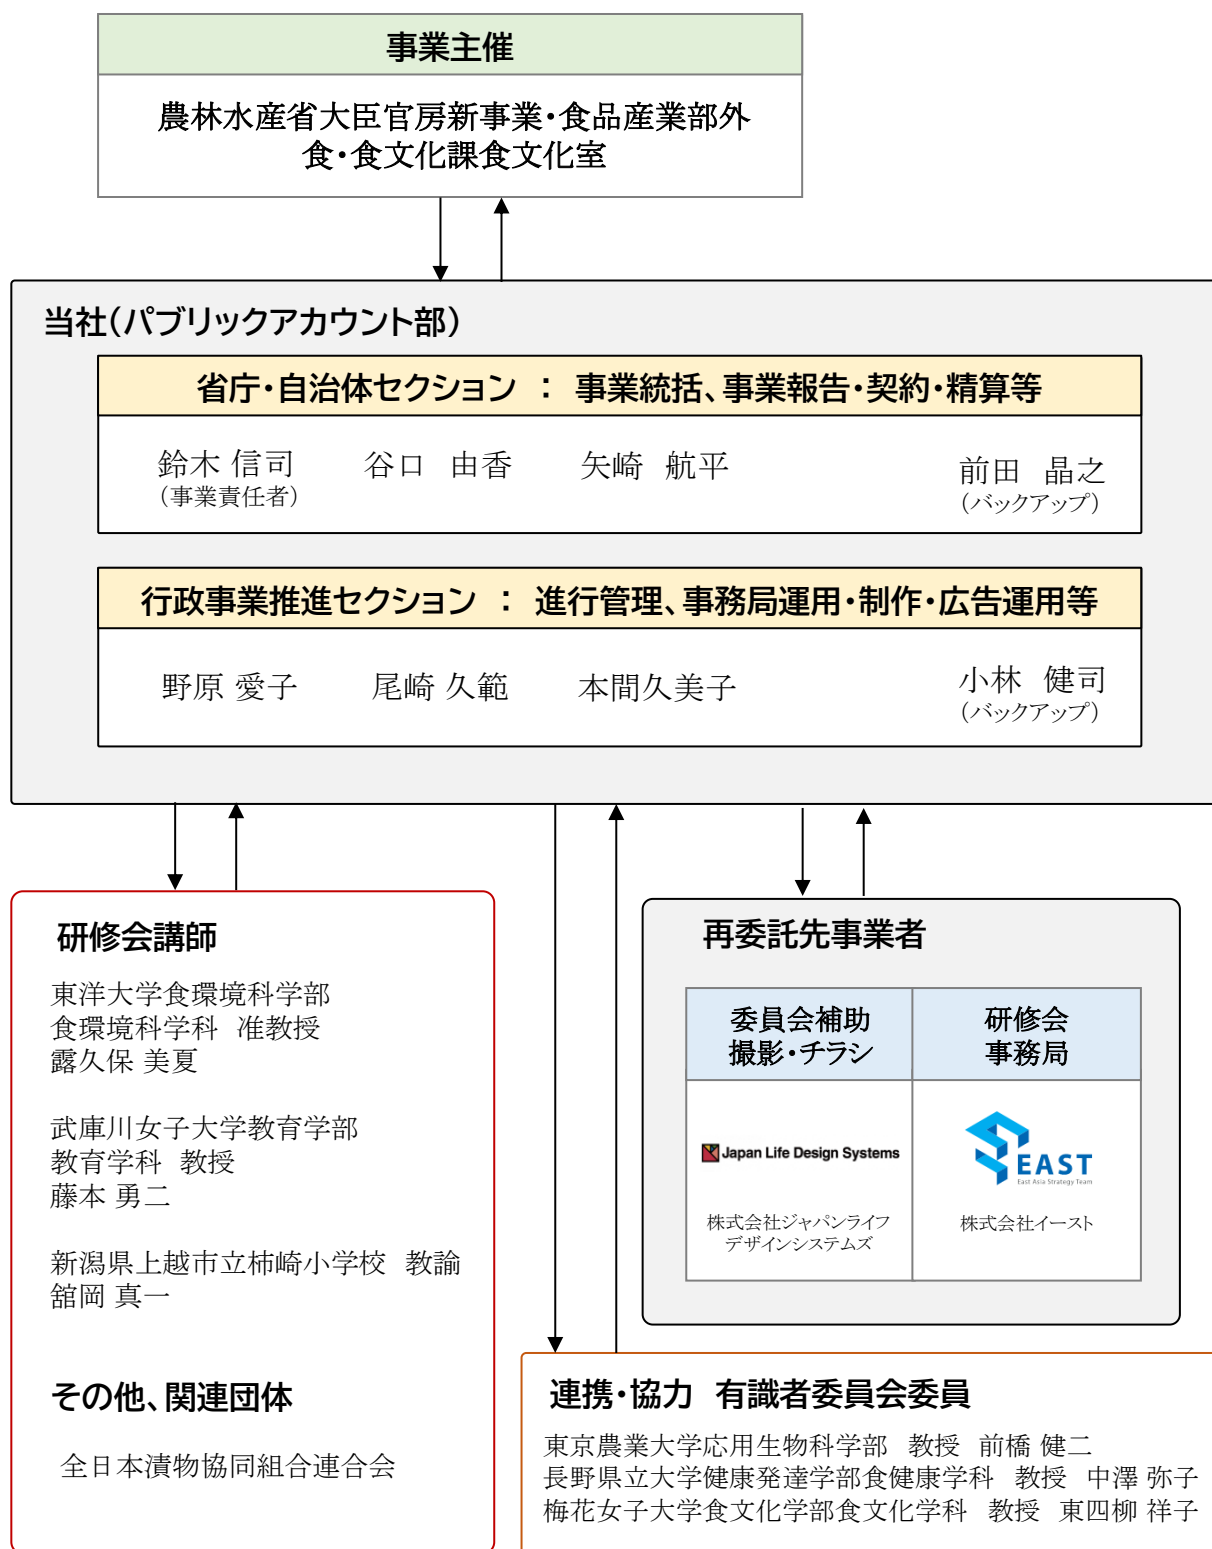 事業主催
農林水産省大臣官房新事業・食品産業部外
食・食文化課食文化室
当社(パブリックアカウント部)
省庁・自治体セクション ： 事業統括、事業報告・契約・精算等
鈴木 信司 谷口 由香 矢崎 航平 前田 晶之
(事業責任者) (バックアップ)
行政事業推進セクション ： 進行管理、事務局運用・制作・広告運用等
野原 愛子 尾崎 久範 本間久美子 小林 健司
(バックアップ)
研修会講師
東洋大学食環境科学部
食環境科学科 准教授
露久保 美夏
武庫川女子大学教育学部
教育学科 教授
藤本 勇二
新潟県上越市立柿崎小学校 教諭
舘岡 真一
その他、関連団体
全日本漬物協同組合連合会
再委託先事業者
委員会補助
撮影・チラシ
研修会
事務局
Japan Life Design Systems
株式会社ジャパンライフ
デザインシステムズ
EAST
East Asia Strategy Team
株式会社イースト
連携・協力 有識者委員会委員
東京農業大学応用生物科学部 教授 前橋 健二
長野県立大学健康発達学部食健康学科 教授 中澤 弥子
梅花女子大学食文化学部食文化学科 教授 東四柳 祥子